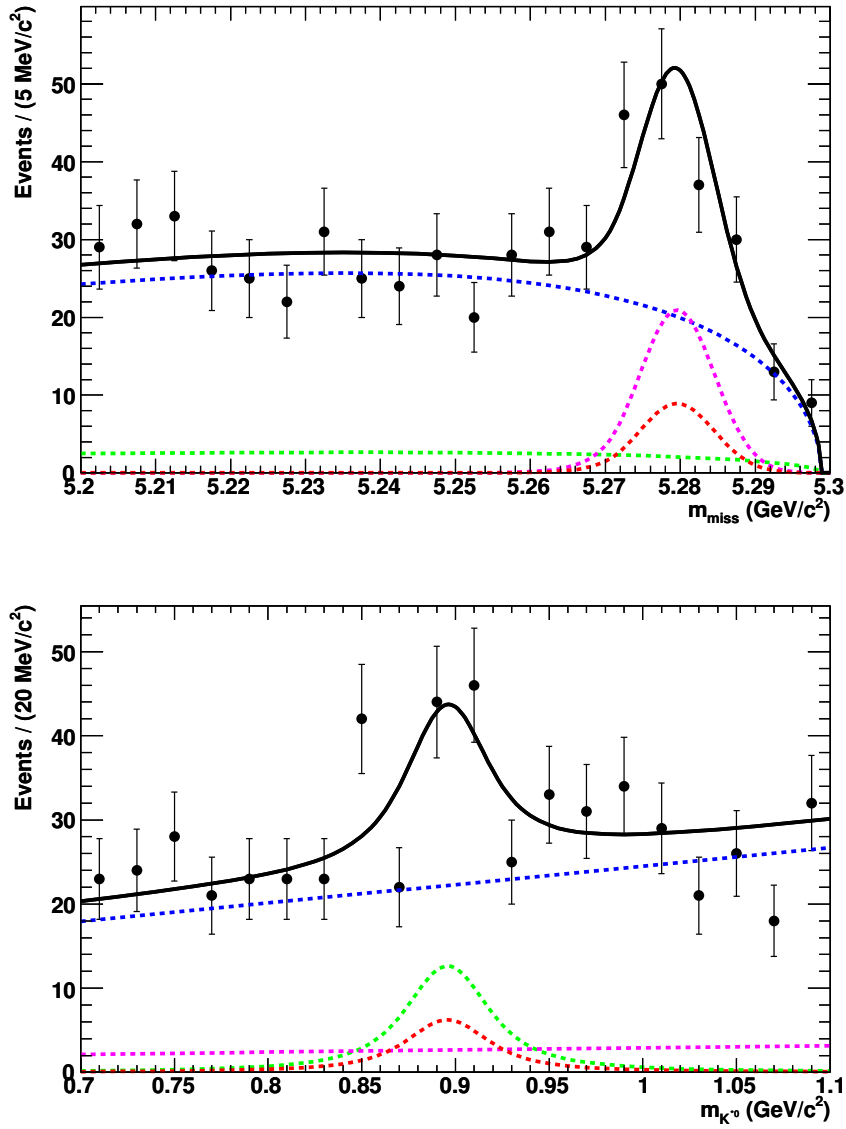 Events / (5 MeV/c²)
50
40
30
20
10
0
5.2 5.21 5.22 5.23 5.24 5.25 5.26 5.27 5.28 5.29 5.3
m_miss (GeV/c²)
Events / (20 MeV/c²)
50
40
30
20
10
0
0.7 0.75 0.8 0.85 0.9 0.95 1 1.05 1.1
m_K*0 (GeV/c²)